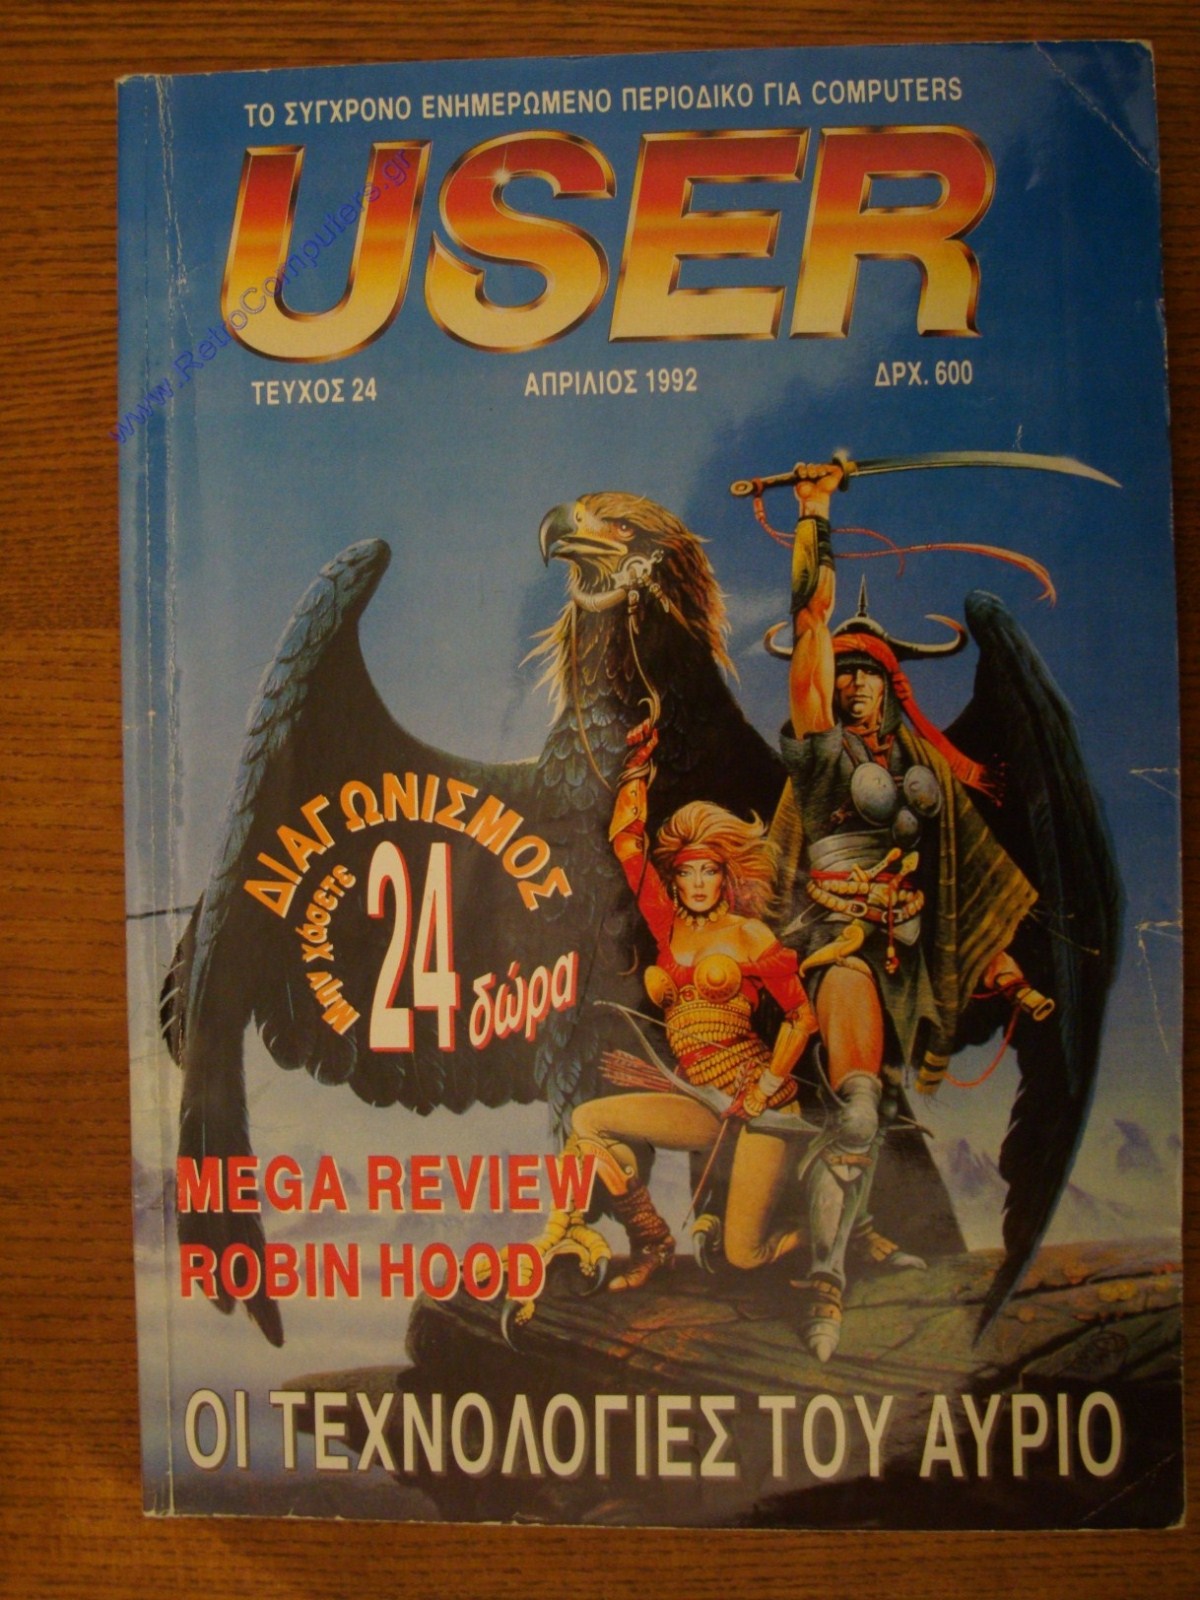 ΤΟ ΣΥΓΧΡΟΝΟ ΕΝΗΜΕΡΩΜΕΝΟ ΠΕΡΙΟΔΙΚΟ ΓΙΑ COMPUTERS
USER
www.RetroComputers.gr
ΤΕΥΧΟΣ 24 ΑΠΡΙΛΙΟΣ 1992 ΔΡΧ. 600
ΔΙΑΓΩΝΙΣΜΟΣ
μην χάσετε
24 δώρα
MEGA REVIEW
ROBIN HOOD
ΟΙ ΤΕΧΝΟΛΟΓΙΕΣ ΤΟΥ ΑΥΡΙΟ